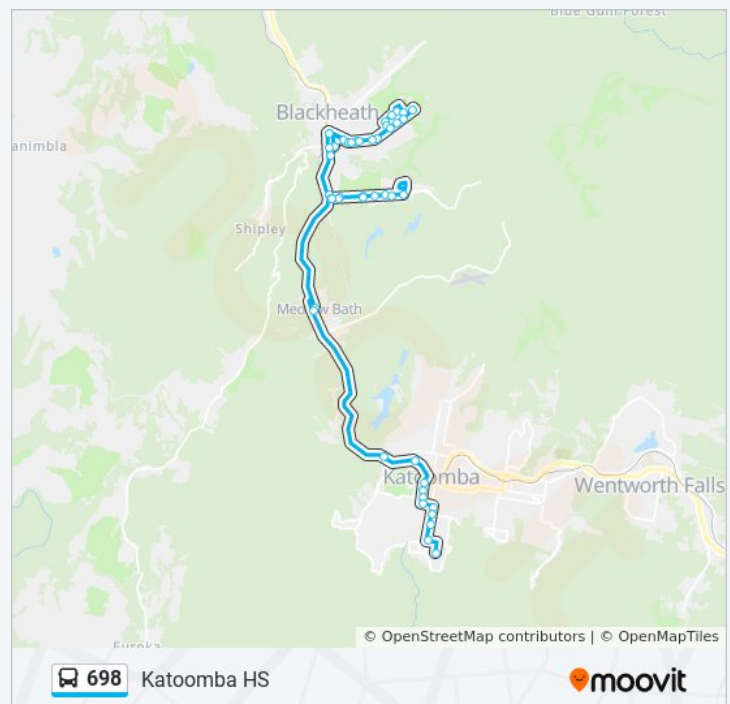 Blue Gum Forest
Blackheath
animbla
Shipley
Medlow Bath
Katoomba
Wentworth Falls
Eureka
© OpenStreetMap contributors | © OpenMapTiles
698 Katoomba HS
moovit